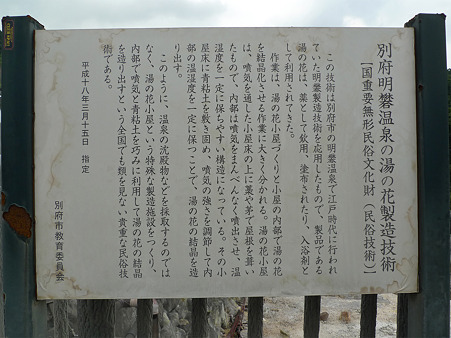 別府明礬温泉の湯の花製造技術
【国重要無形民俗文化財(民俗技術)】
この技術は別府市の明礬温泉で江戸時代に行われ
ていた明礬製造技術を応用したもので、製品である
湯の花は、薬として飲用、塗布されたり、入浴剤と
して利用されてきた。
作業は、湯の花小屋づくりと小屋の内部で湯の花
を結晶化させる作業に大きく分かれる。湯の花小屋
は、噴気を通した小屋床の上に藁や茅で屋根を葺い
たもので、内部は噴気をまんべんなく噴出させ、温
湿度を一定に保ちやすい構造になっている。その小
屋床に青粘土を敷き固め、噴気の強さを調節して内
部の温湿度を一定に保つことで、湯の花の結晶を造
り出す。
このように、温泉の沈殿物などを採取するのでは
なく、湯の花小屋という特殊な製造施設をつくり、
内部で噴気と青粘土を巧みに利用して湯の花の結晶
を造り出すという全国でも類を見ない貴重な民俗技
術である。
平成十八年三月十五日 指定
別府市教育委員会